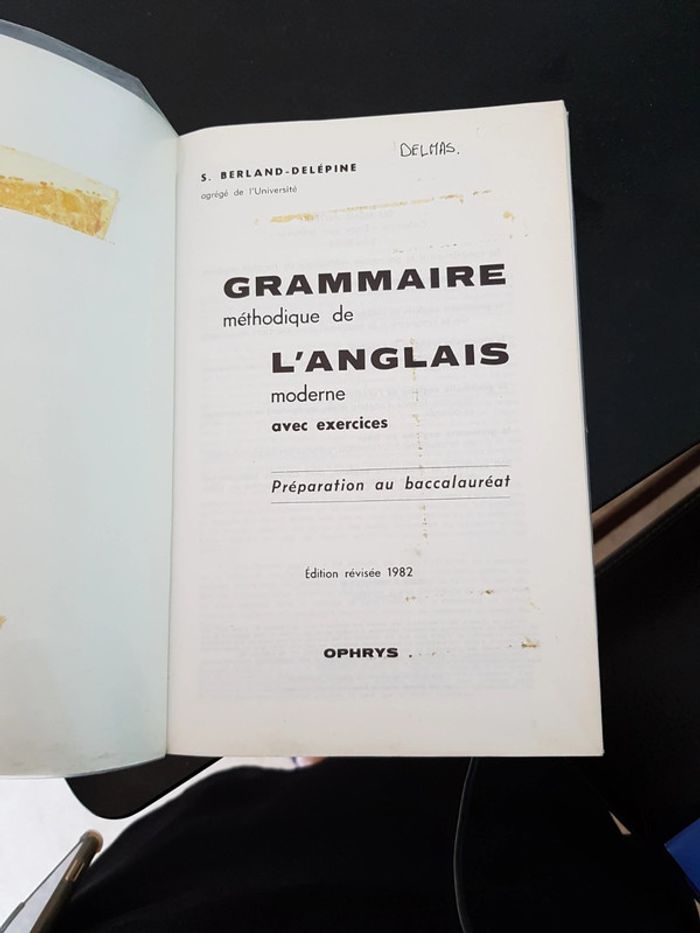 DELMAS.
S. BERLAND-DELÉPINE
agrégé de l'Université
GRAMMAIRE
méthodique de
L'ANGLAIS
moderne
avec exercices
Préparation au baccalauréat
Édition révisée 1982
OPHRYS